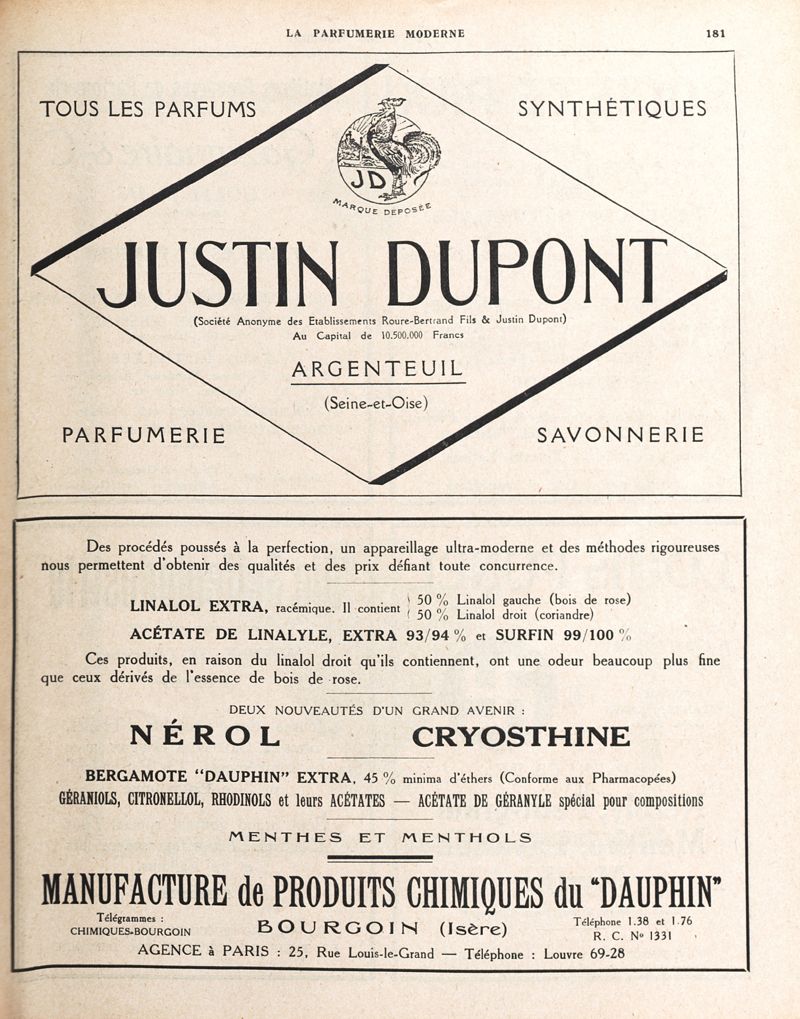 LA PARFUMERIE MODERNE 181
TOUS LES PARFUMS SYNTHÉTIQUES
JD
MARQUE DÉPOSÉE
JUSTIN DUPONT
(Société Anonyme des Etablissements Roure-Bertrand Fils & Justin Dupont)
Au Capital de 10.500.000 Francs
ARGENTEUIL
(Seine-et-Oise)
PARFUMERIE SAVONNERIE
Des procédés poussés à la perfection, un appareillage ultra-moderne et des méthodes rigoureuses
nous permettent d'obtenir des qualités et des prix défiant toute concurrence.
LINALOL EXTRA, racémique. Il contient { 50 % Linalol gauche (bois de rose)
50 % Linalol droit (coriandre)
ACÉTATE DE LINALYLE, EXTRA 93/94 % et SURFIN 99/100 %
Ces produits, en raison du linalol droit qu'ils contiennent, ont une odeur beaucoup plus fine
que ceux dérivés de l'essence de bois de rose.
DEUX NOUVEAUTÉS D'UN GRAND AVENIR :
NÉROL CRYOSTHINE
BERGAMOTE "DAUPHIN" EXTRA, 45 % minima d'éthers (Conforme aux Pharmacopées)
GÉRANIOLS, CITRONELLOL, RHODINOLS et leurs ACÉTATES — ACÉTATE DE GÉRANYLE spécial pour compositions
MENTHES ET MENTHOLS
MANUFACTURE de PRODUITS CHIMIQUES du "DAUPHIN"
Télégrammes :
CHIMIQUES-BOURGOIN
BOURGOIN (Isère)
Téléphone 1.38 et 1.76
R. C. No 1331
AGENCE à PARIS : 25, Rue Louis-le-Grand — Téléphone : Louvre 69-28